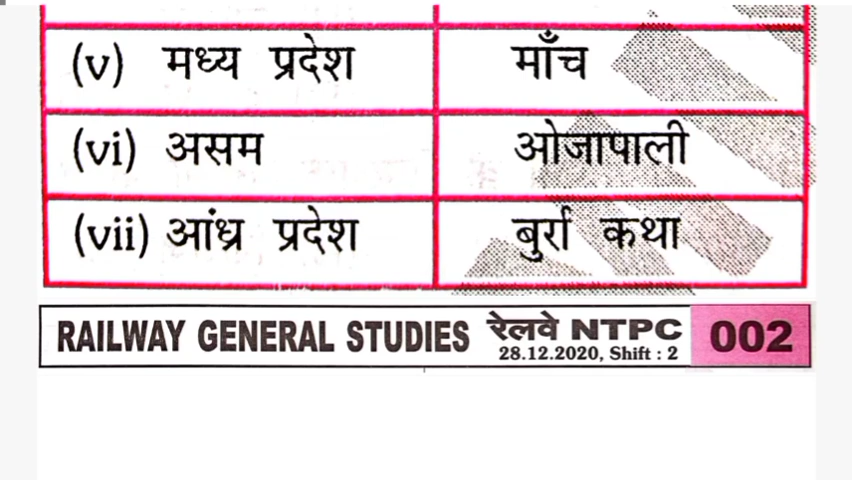 (v) मध्य प्रदेश माँच
(vi) असम ओजापाली
(vii) आंध्र प्रदेश बुर्रा कथा
RAILWAY GENERAL STUDIES रेलवे NTPC 002
28.12.2020, Shift : 2